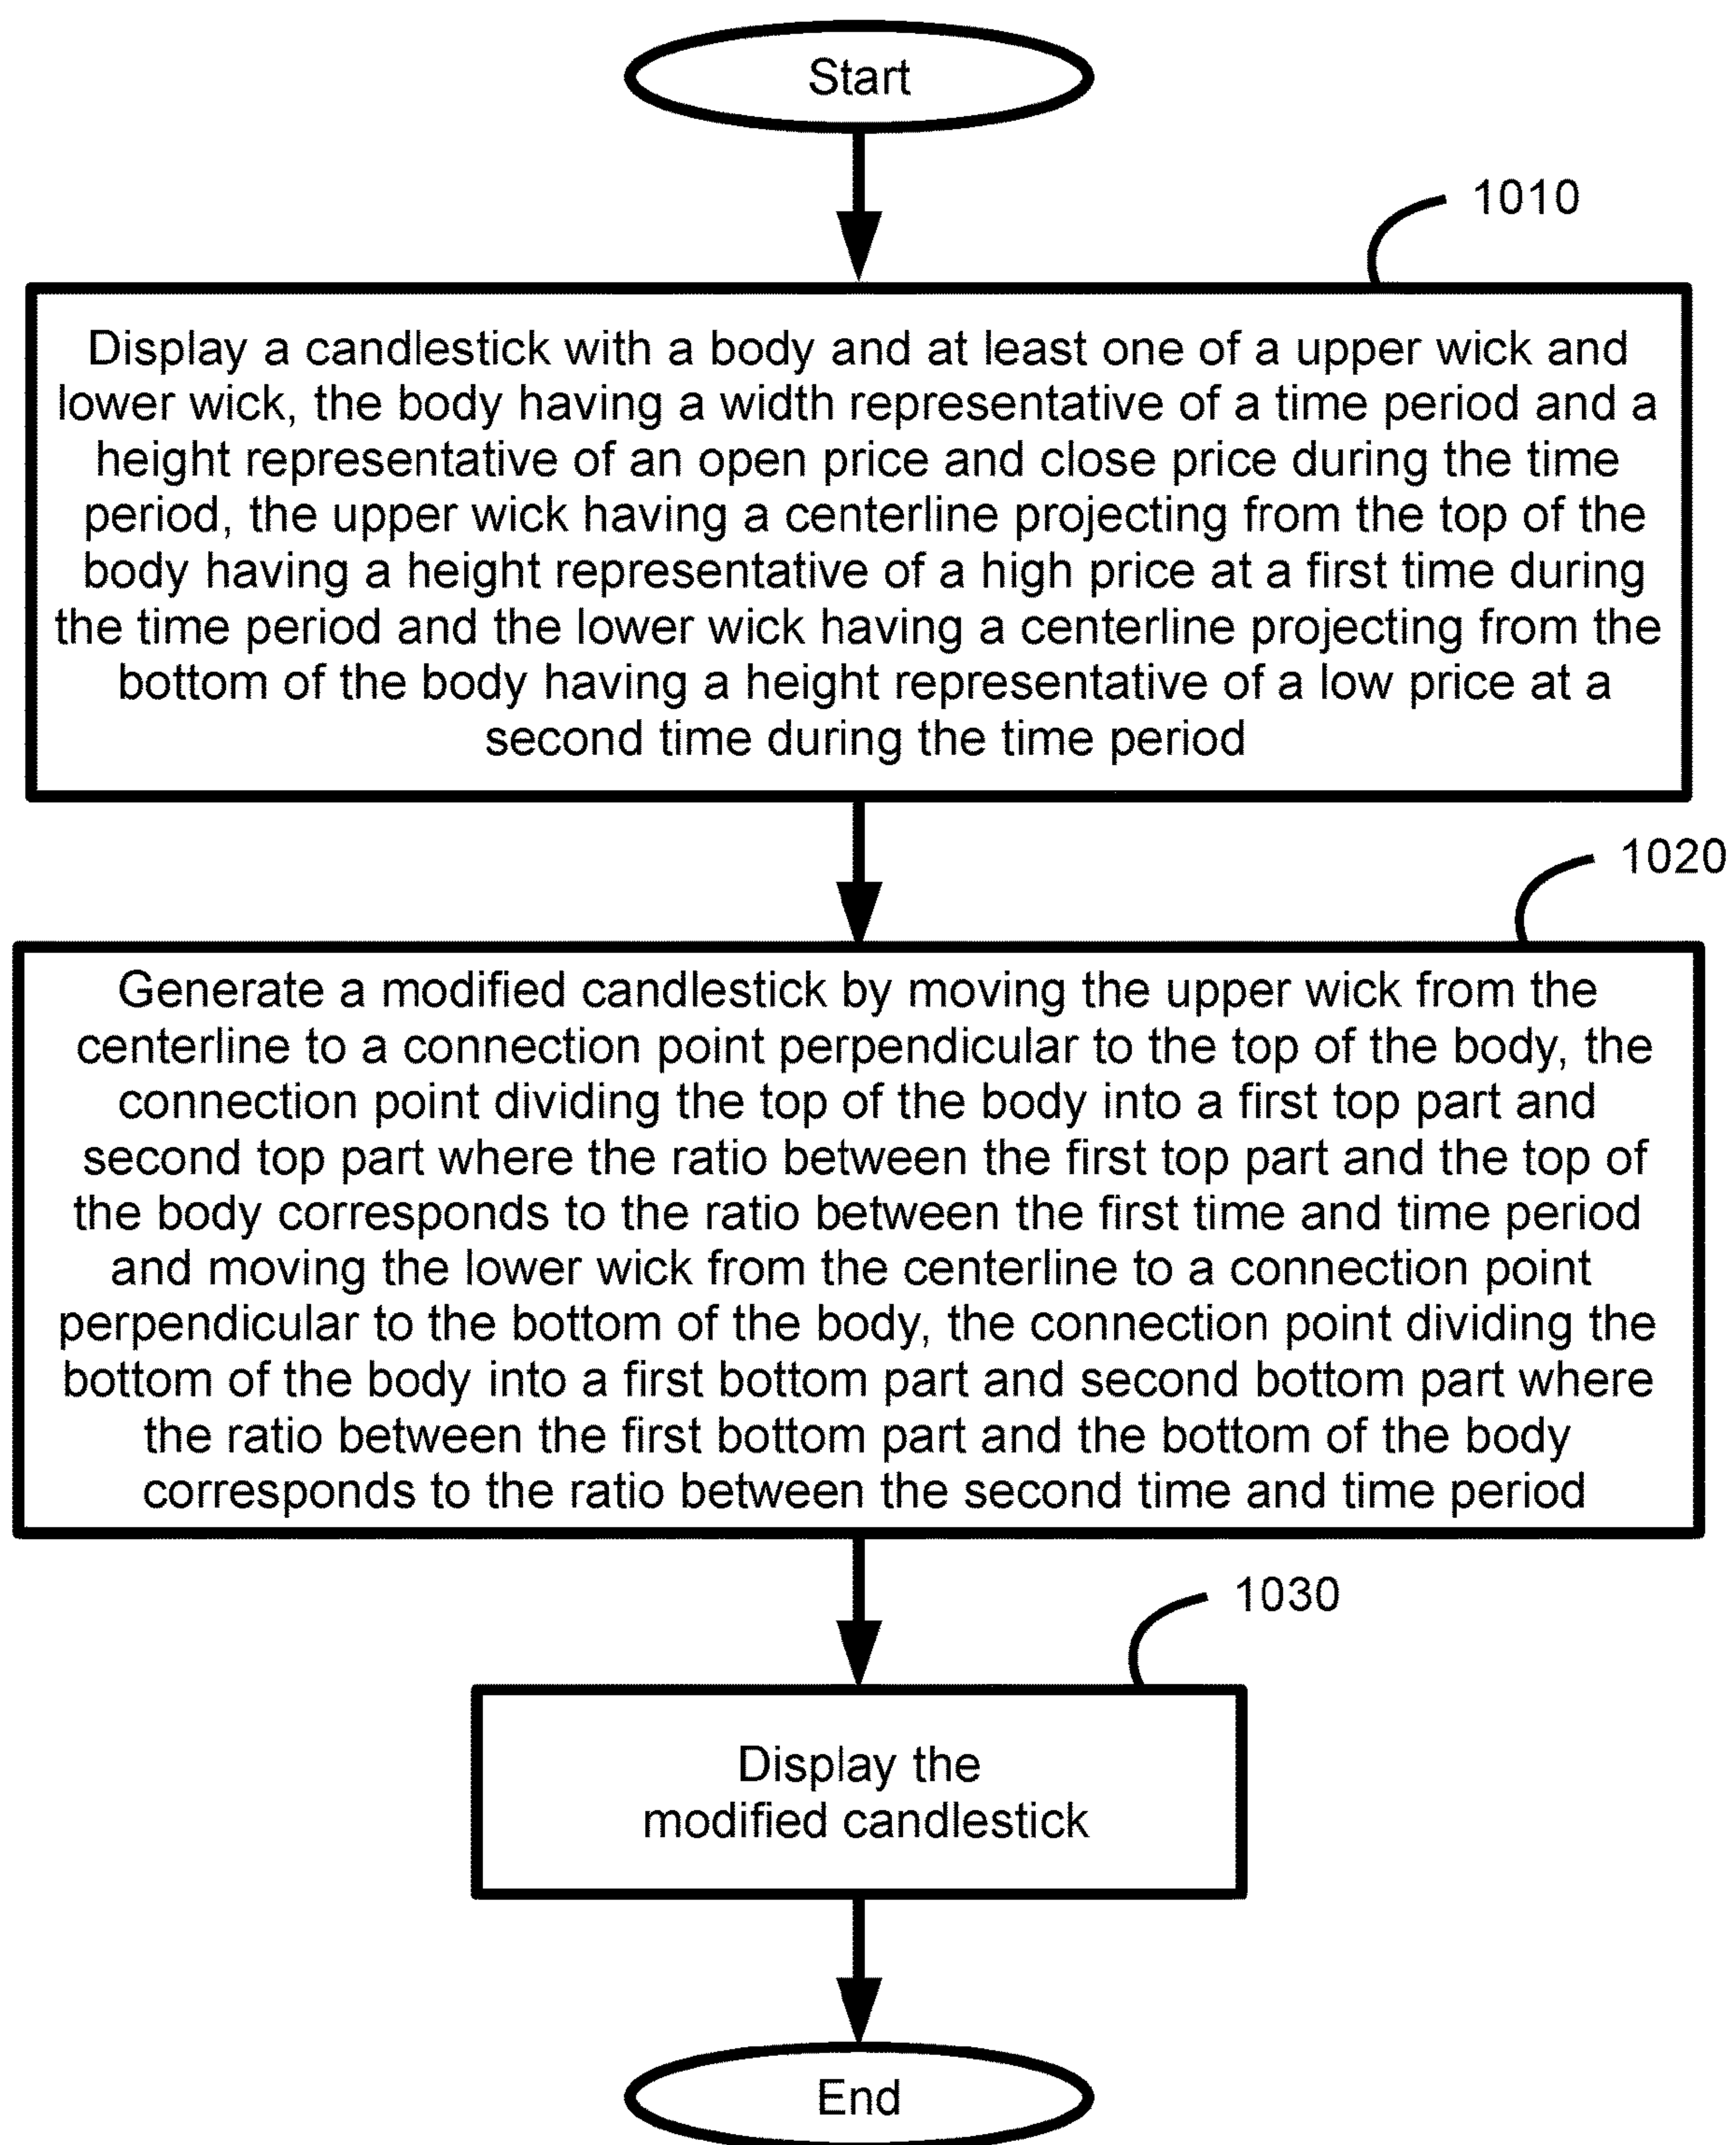 Start
1010
Display a candlestick with a body and at least one of a upper wick and
lower wick, the body having a width representative of a time period and a
height representative of an open price and close price during the time
period, the upper wick having a centerline projecting from the top of the
body having a height representative of a high price at a first time during
the time period and the lower wick having a centerline projecting from the
bottom of the body having a height representative of a low price at a
second time during the time period
1020
Generate a modified candlestick by moving the upper wick from the
centerline to a connection point perpendicular to the top of the body, the
connection point dividing the top of the body into a first top part and
second top part where the ratio between the first top part and the top of
the body corresponds to the ratio between the first time and time period
and moving the lower wick from the centerline to a connection point
perpendicular to the bottom of the body, the connection point dividing the
bottom of the body into a first bottom part and second bottom part where
the ratio between the first bottom part and the bottom of the body
corresponds to the ratio between the second time and time period
1030
Display the
modified candlestick
End